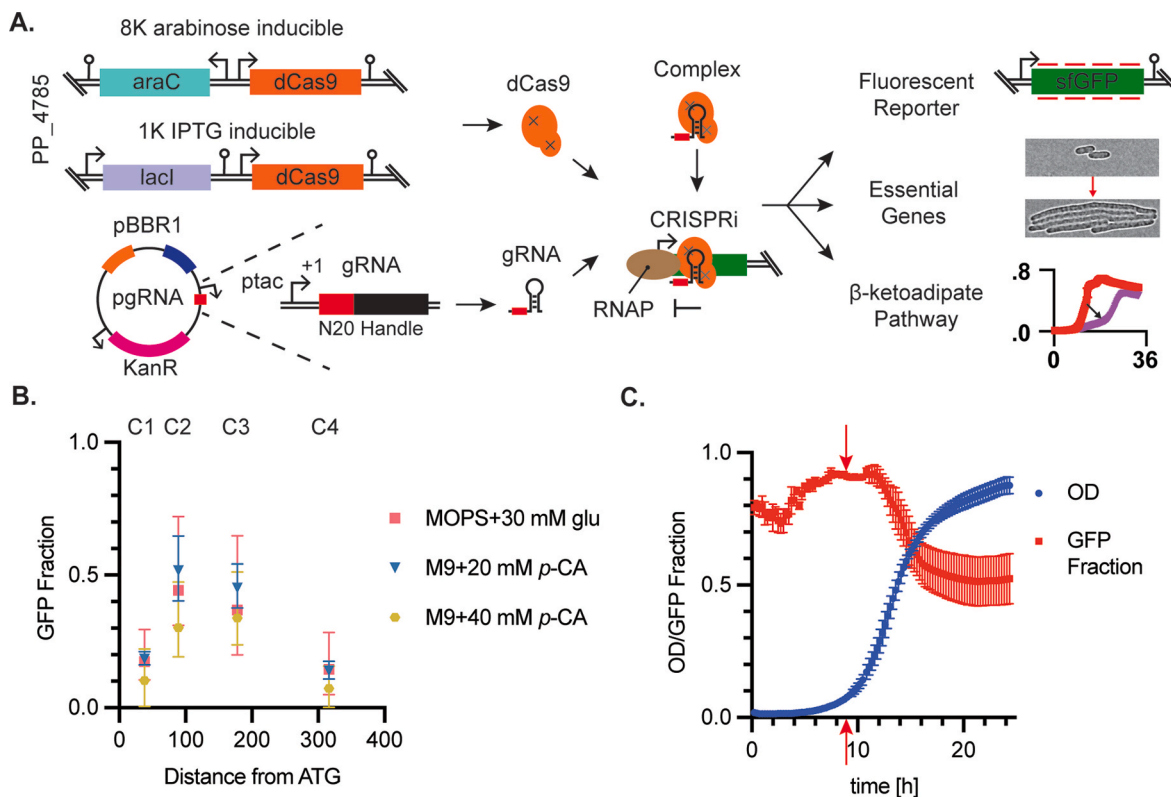 A.
8K arabinose inducible
araC
dCas9
PP_4785
1K IPTG inducible
lacI
dCas9
dCas9
Complex
CRISPRi
RNAP
gRNA
pBBR1
pgRNA
KanR
ptac
+1
gRNA
N20 Handle
Fluorescent
Reporter
sfGFP
Essential
Genes
β-ketoadipate
Pathway
.8
.0
0
36
B.
C1
C2
C3
C4
GFP Fraction
1.0
0.5
0.0
0
100
200
300
400
Distance from ATG
MOPS+30 mM glu
M9+20 mM p-CA
M9+40 mM p-CA
C.
OD/GFP Fraction
1.0
0.5
0.0
0
10
20
time [h]
OD
GFP
Fraction